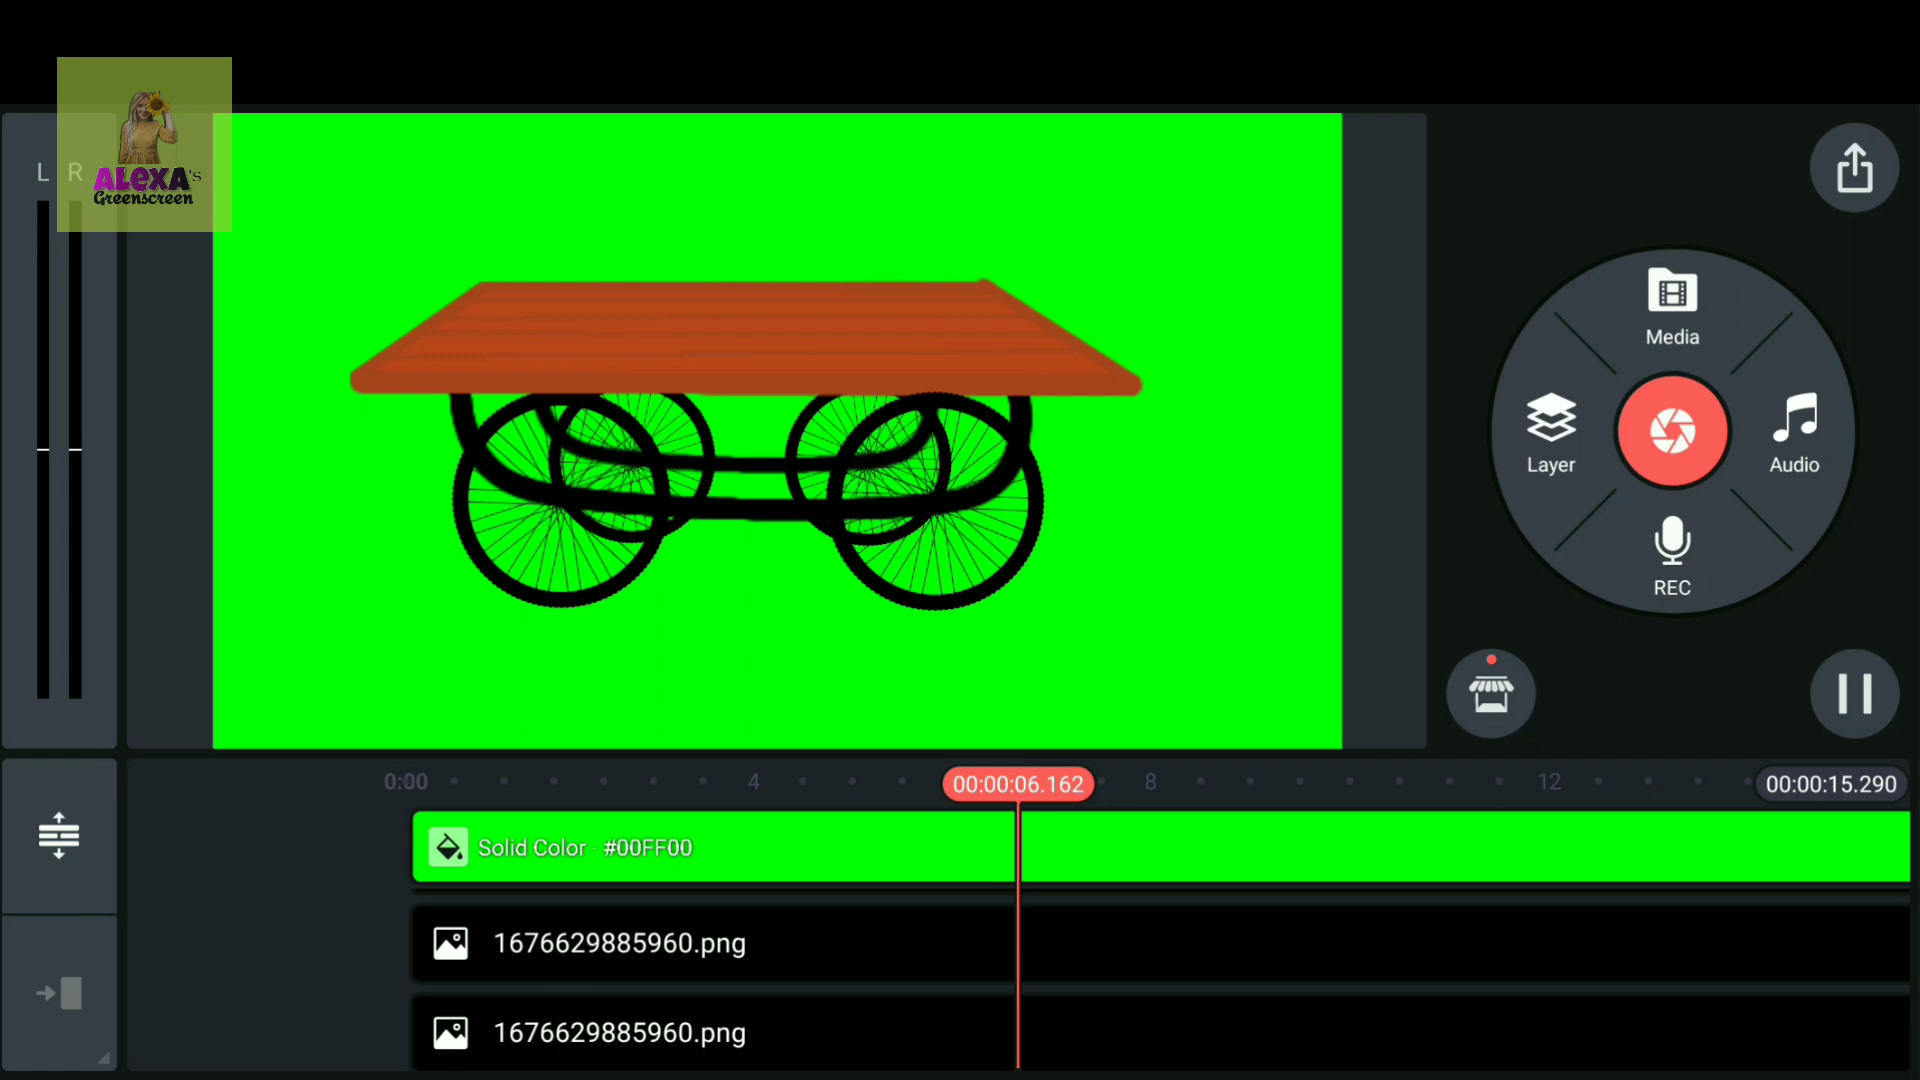 L R
ALEXA's
Greenscreen
Media
Layer
Audio
REC
0:00 4 00:00:06.162 8 12 00:00:15.290
Solid Color - #00FF00
1676629885960.png
1676629885960.png